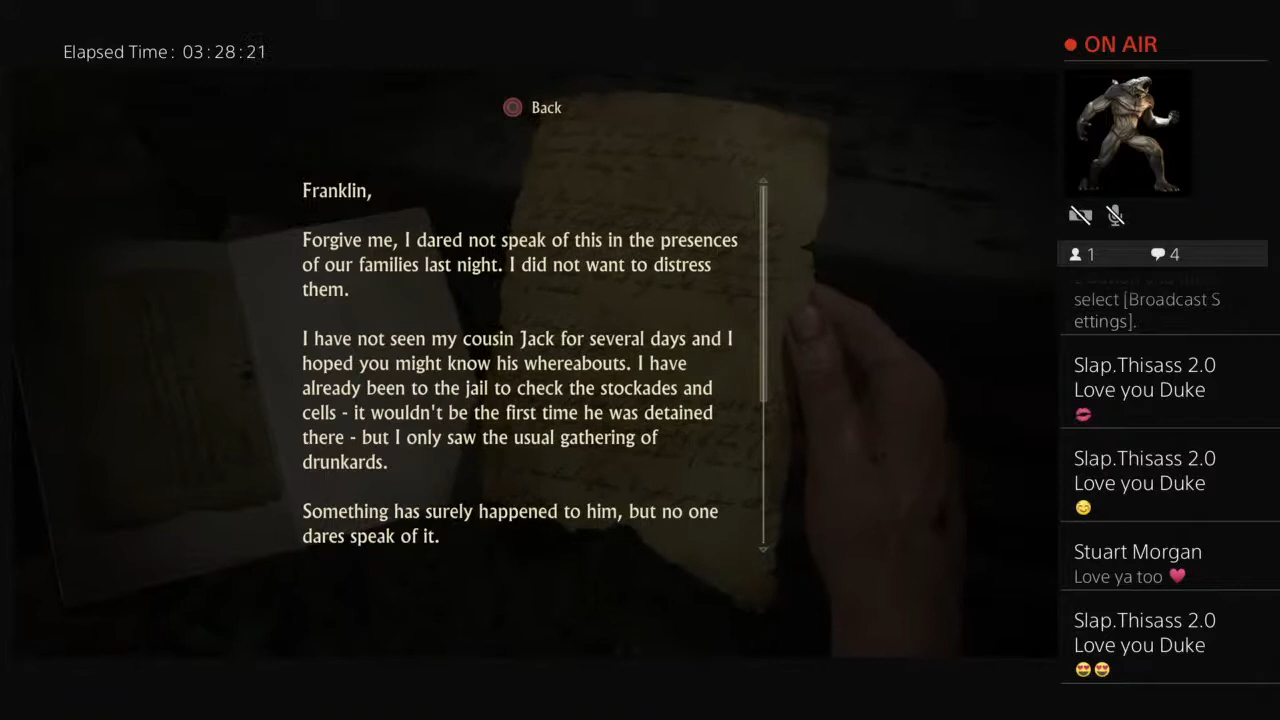 Elapsed Time: 03:28:21
ON AIR
Back
Franklin,
Forgive me, I dared not speak of this in the presences
of our families last night. I did not want to distress
them.
I have not seen my cousin Jack for several days and I
hoped you might know his whereabouts. I have
already been to the jail to check the stockades and
cells - it wouldn't be the first time he was detained
there - but I only saw the usual gathering of
drunkards.
Something has surely happened to him, but no one
dares speak of it.
1
4
select [Broadcast S
ettings].
Slap.Thisass 2.0
Love you Duke
💋
Slap.Thisass 2.0
Love you Duke
😊
Stuart Morgan
Love ya too ❤
Slap.Thisass 2.0
Love you Duke
😍😍